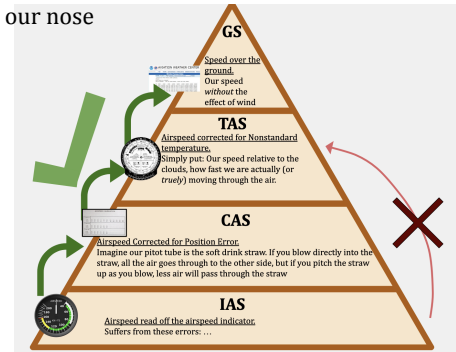 our nose
GS
Speed over the
ground.
Our speed
without the
effect of wind
AVIATION WEATHER CENTER
TAS
Airspeed corrected for Nonstandard
temperature.
Simply put: Our speed relative to the
clouds, how fast we are actually (or
truely) moving through the air.
CAS
Airspeed Corrected for Position Error.
Imagine our pitot tube is the soft drink straw. If you blow directly into the
straw, all the air goes through to the other side, but if you pitch the straw
up as you blow, less air will pass through the straw
IAS
Airspeed read off the airspeed indicator.
Suffers from these errors: …